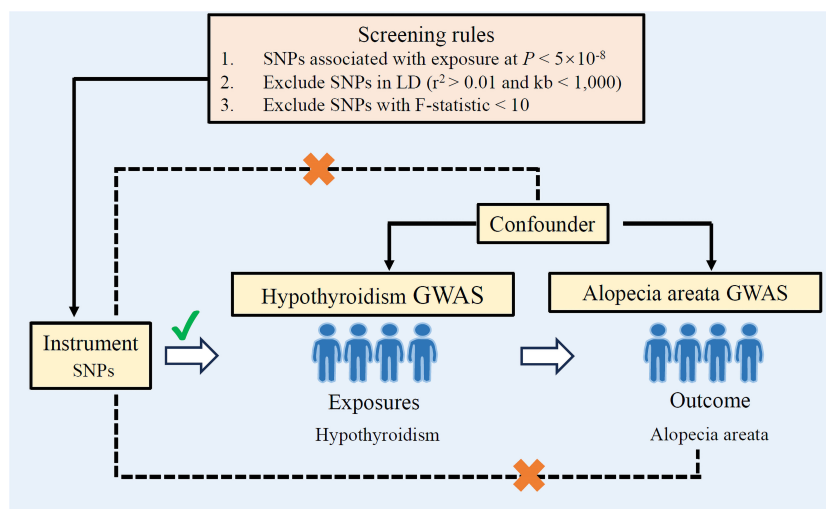 Screening rules
1. SNPs associated with exposure at P < 5×10⁻⁸
2. Exclude SNPs in LD (r² > 0.01 and kb < 1,000)
3. Exclude SNPs with F-statistic < 10
Confounder
Hypothyroidism GWAS
Alopecia areata GWAS
Instrument
SNPs
Exposures
Hypothyroidism
Outcome
Alopecia areata